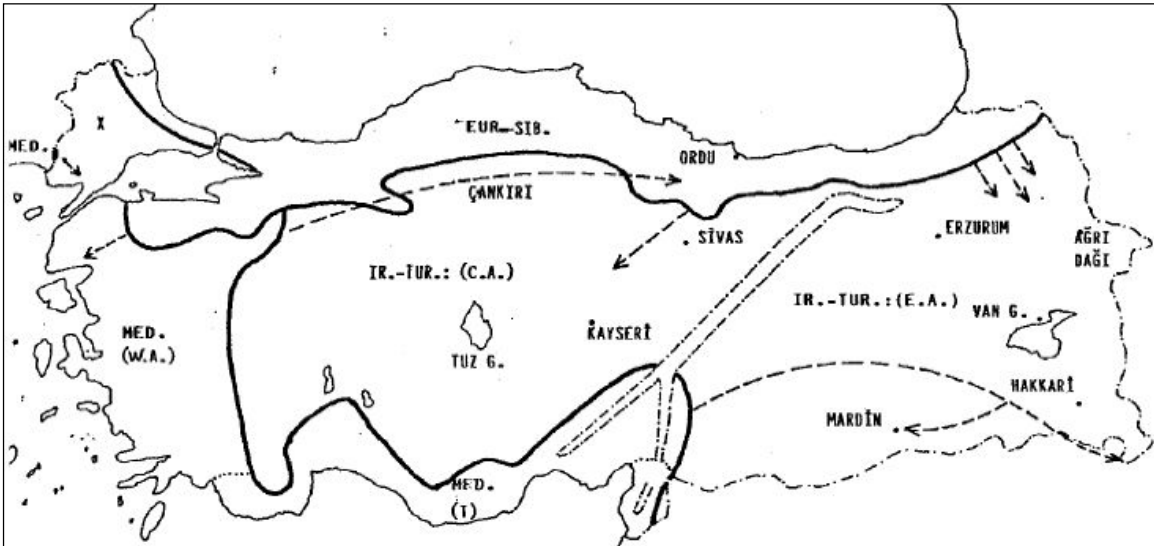 X
EUR-SIB.
MED.
ORDU
ÇANKIRI
SİVAS
ERZURUM
AĞRI
DAĞI
IR.-TUR.: (C.A.)
IR.-TUR.:(E.A.)
VAN G.
MED.
(W.A.)
KAYSERİ
TUZ G.
HAKKARİ
MARDİN
MED.
(T)